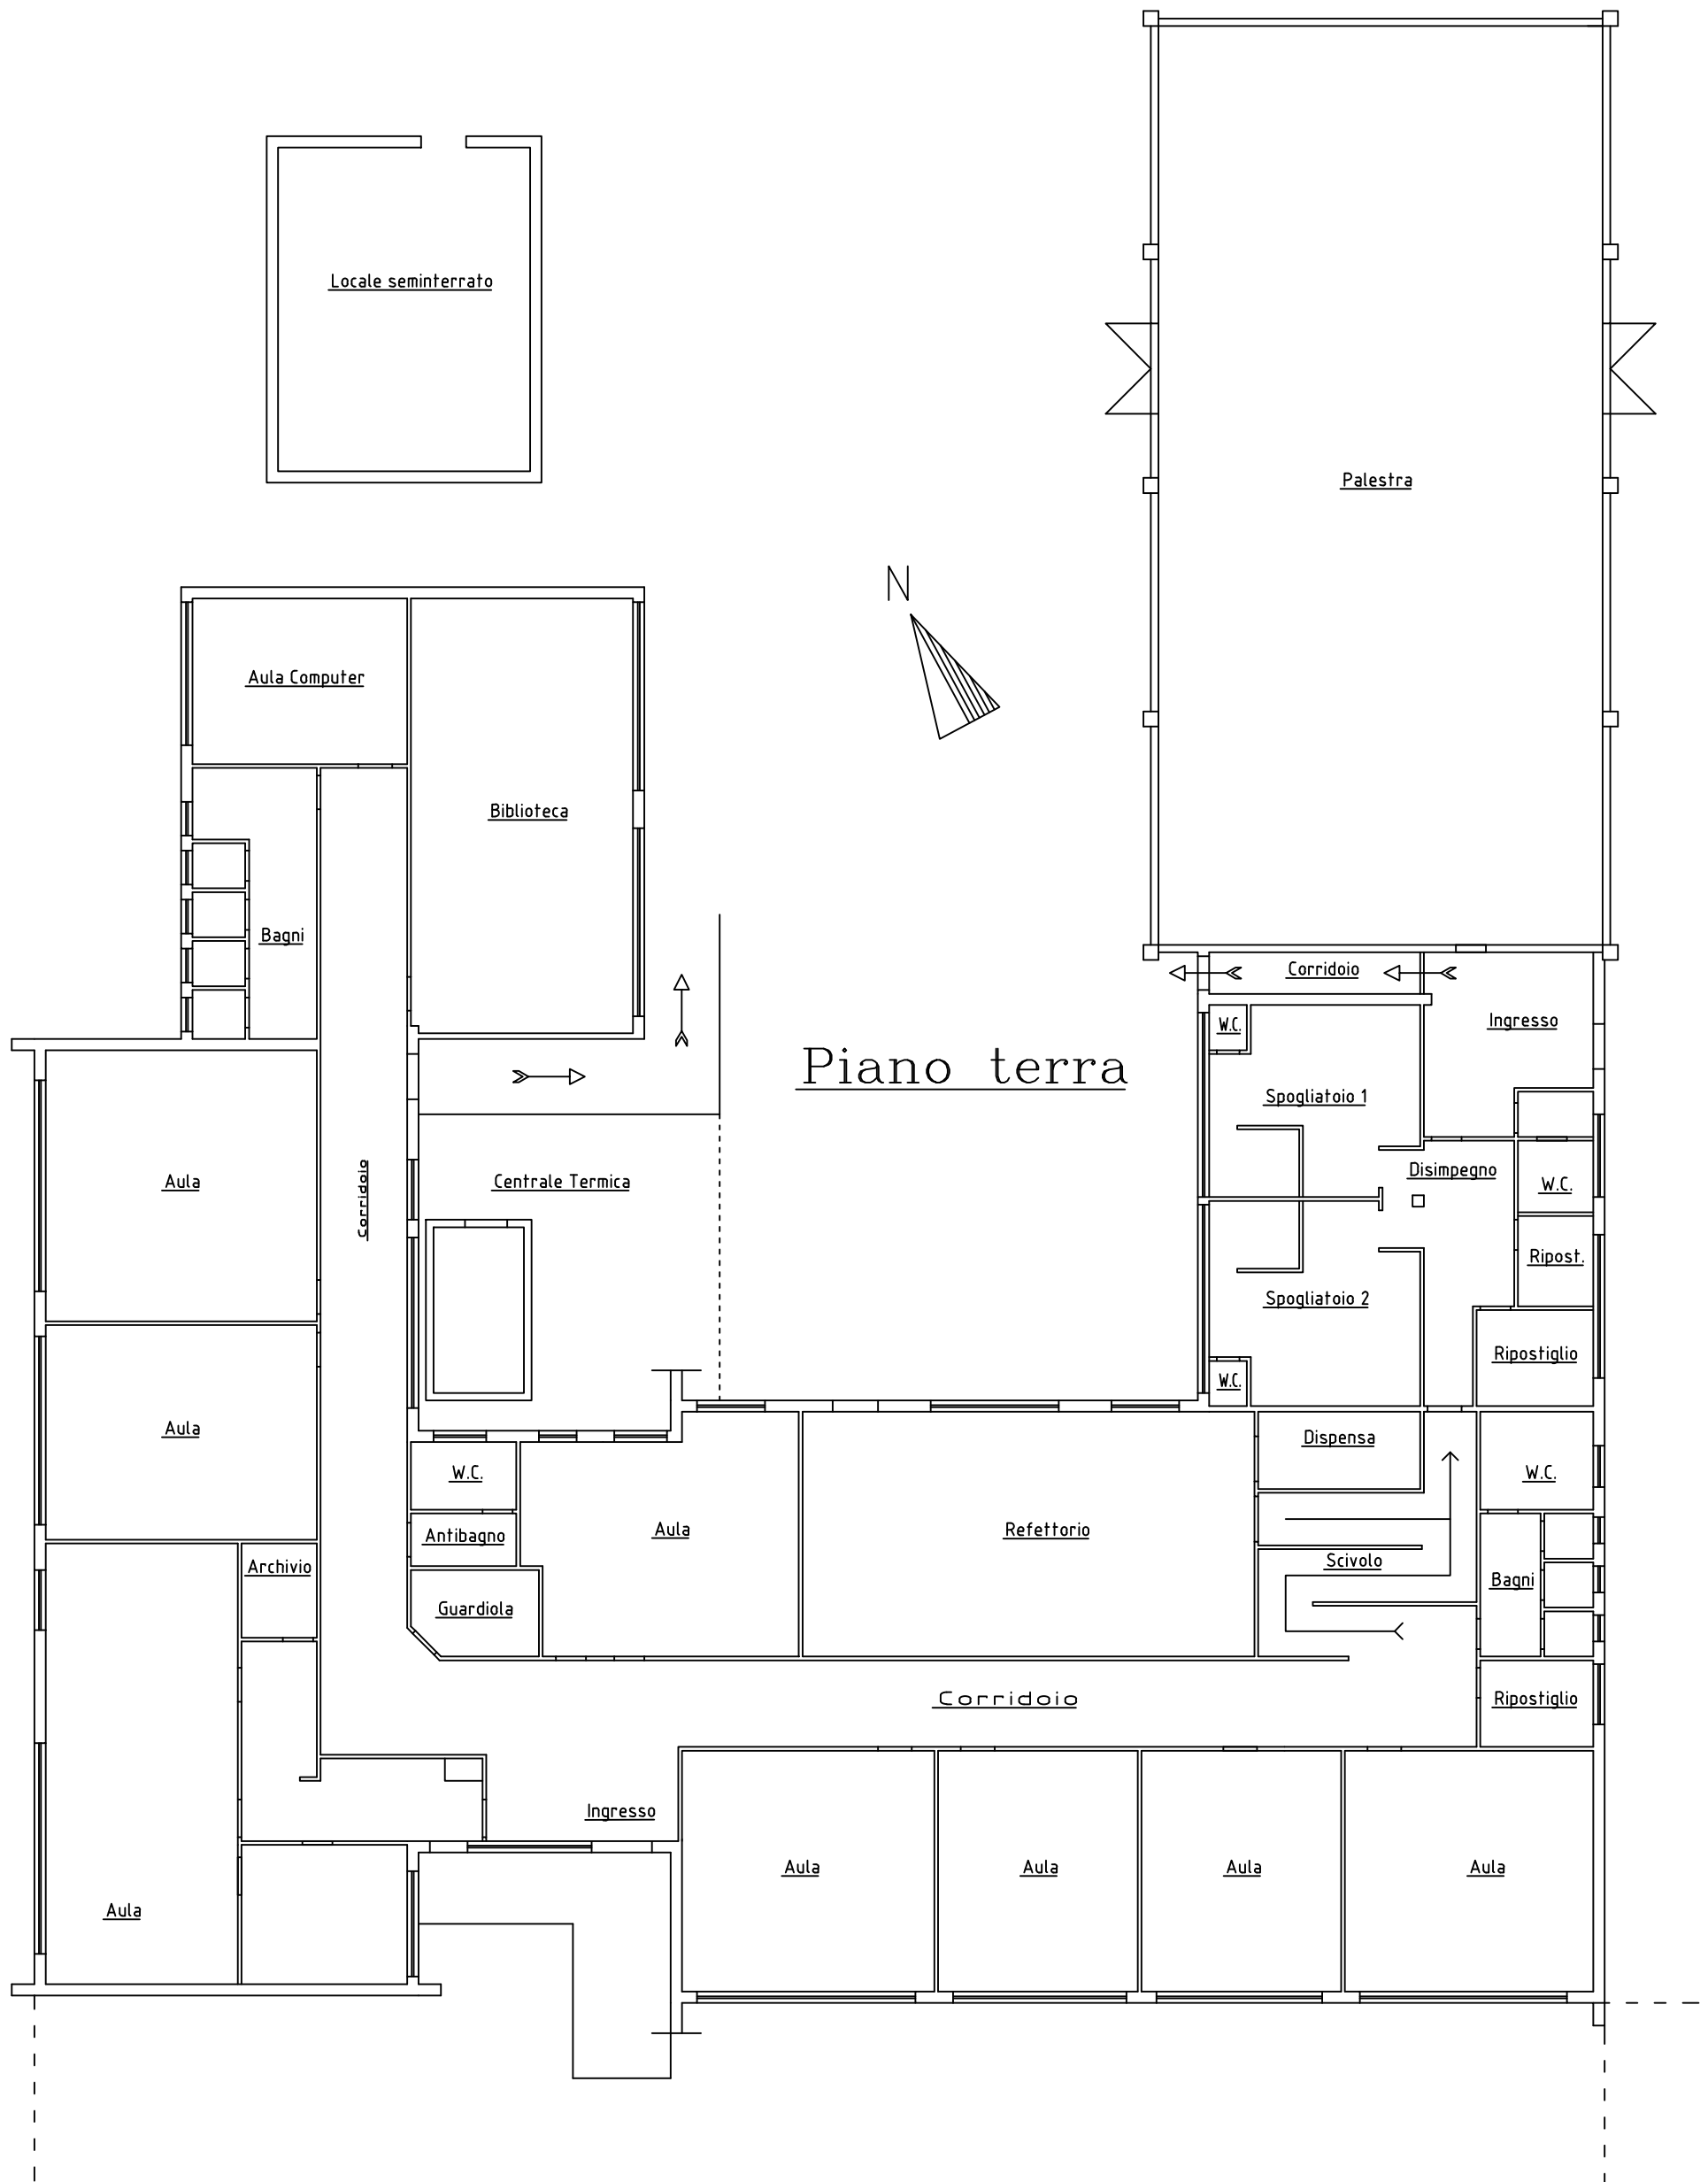 Locale seminterrato
Palestra
N
Aula Computer
Biblioteca
Bagni
Corridoio
Ingresso
W.C.
Piano terra
Spogliatoio 1
Disimpegno
Aula
Corridoio
Centrale Termica
W.C.
Ripost.
Spogliatoio 2
Ripostiglio
W.C.
Aula
Dispensa
W.C.
W.C.
Antibagno
Aula
Refettorio
Archivio
Scivolo
Bagni
Guardiola
Corridoio
Ripostiglio
Ingresso
Aula
Aula
Aula
Aula
Aula